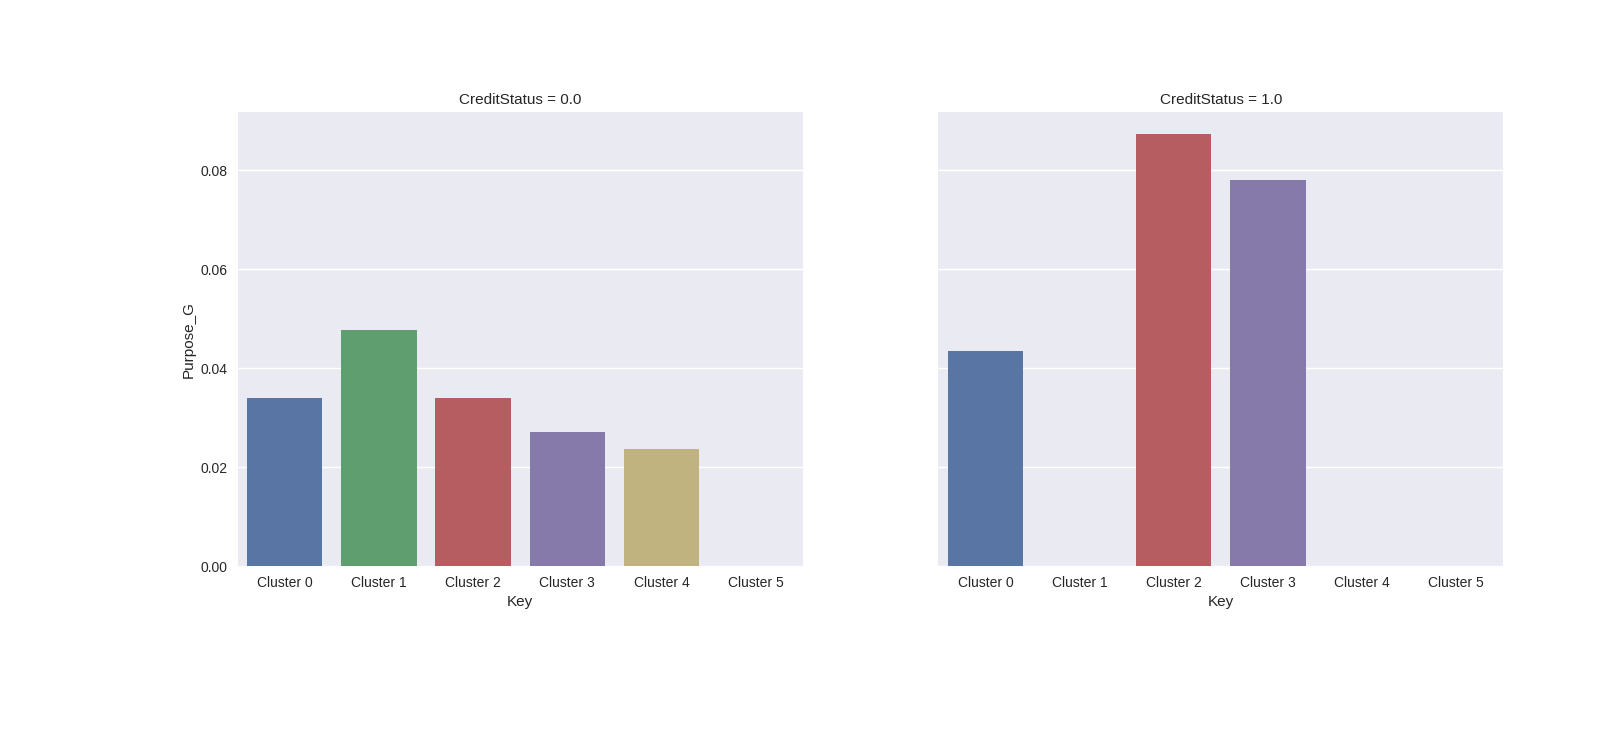 CreditStatus = 0.0
CreditStatus = 1.0
Purpose_G
0.08
0.06
0.04
0.02
0.00
Cluster 0 Cluster 1 Cluster 2 Cluster 3 Cluster 4 Cluster 5
Key
Cluster 0 Cluster 1 Cluster 2 Cluster 3 Cluster 4 Cluster 5
Key